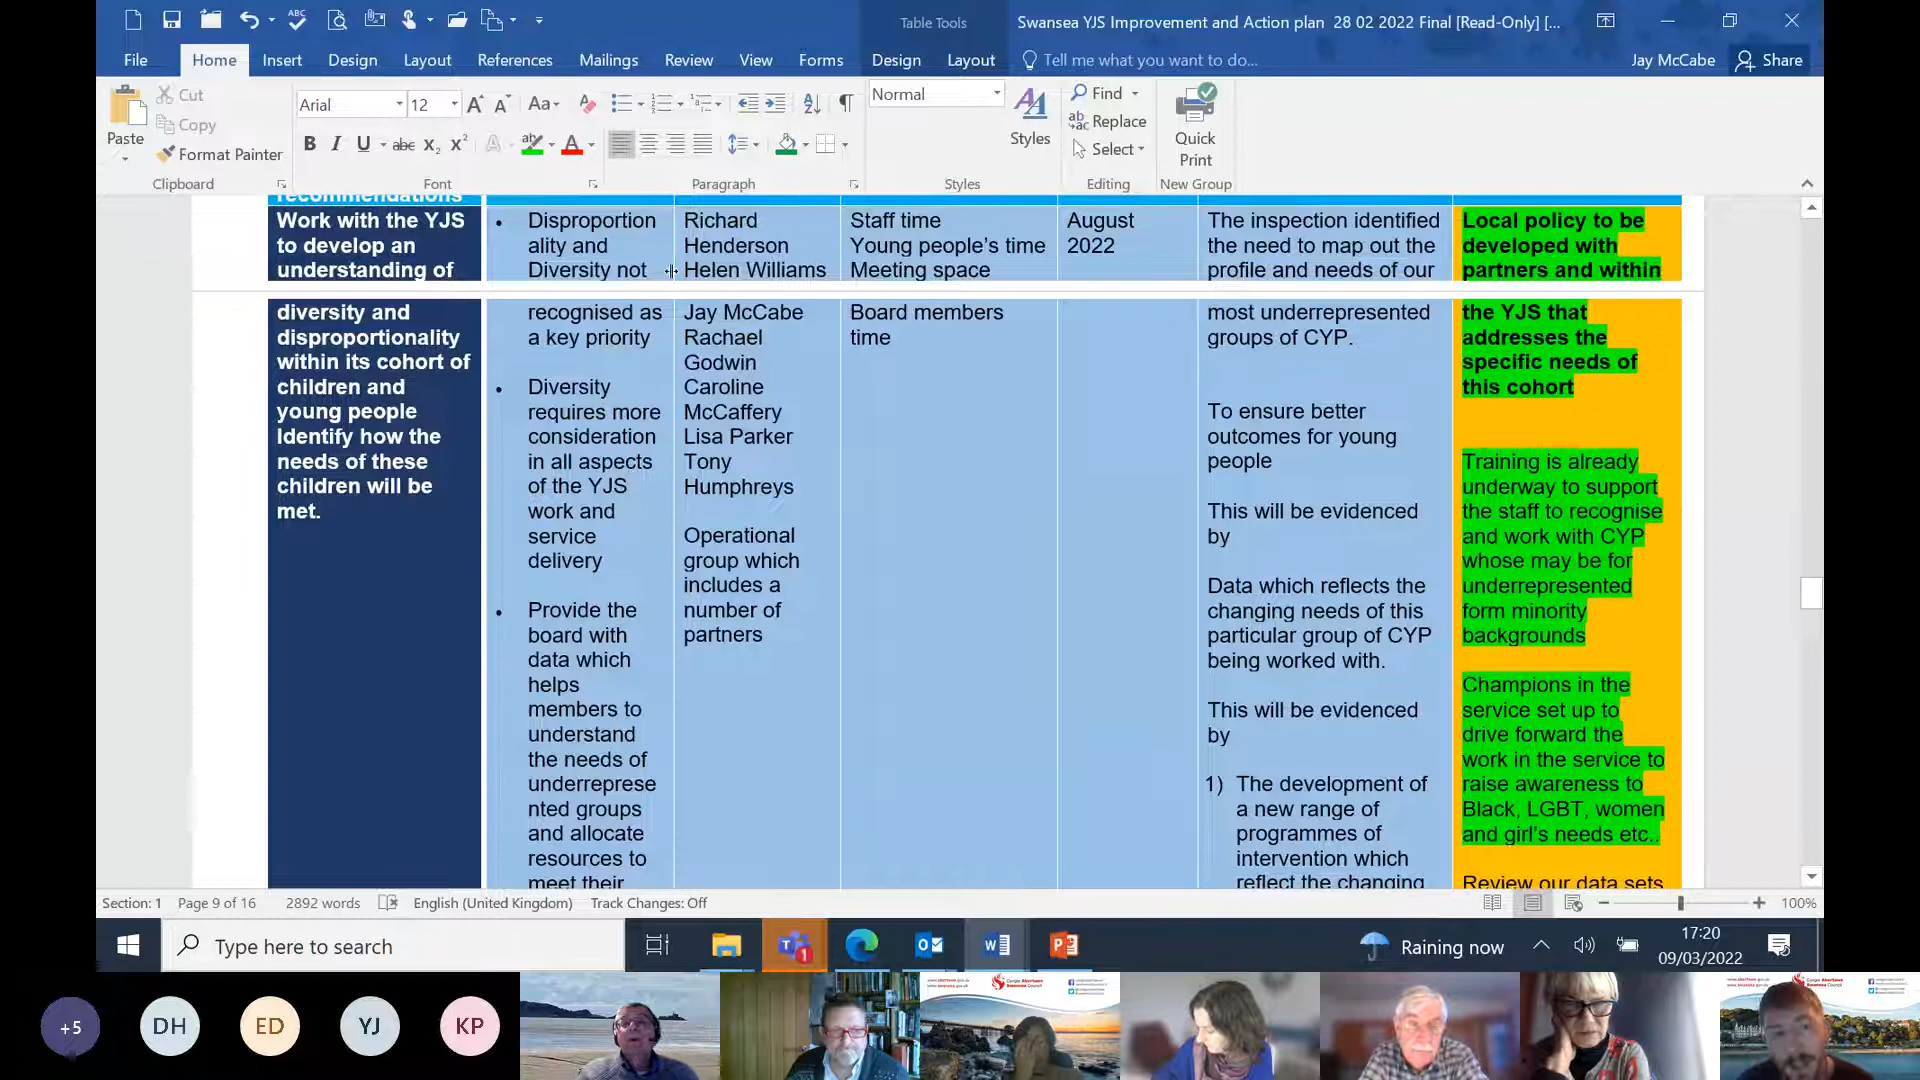 Table Tools
Swansea YJS Improvement and Action plan 28 02 2022 Final [Read-Only] [...
File
Home
Insert
Design
Layout
References
Mailings
Review
View
Forms
Design
Layout
Tell me what you want to do...
Jay McCabe
Share
Paste
Cut
Copy
Format Painter
Clipboard
Arial
12
Font
Paragraph
Normal
Styles
Styles
Find
Replace
Select
Editing
Quick
Print
New Group
recommendations
Work with the YJS
to develop an
understanding of
diversity and
disproportionality
within its cohort of
children and
young people
Identify how the
needs of these
children will be
met.
• Disproportion
ality and
Diversity not
recognised as
a key priority
• Diversity
requires more
consideration
in all aspects
of the YJS
work and
service
delivery
• Provide the
board with
data which
helps
members to
understand
the needs of
underreprese
nted groups
and allocate
resources to
meet their
Richard
Henderson
Helen Williams
Jay McCabe
Rachael
Godwin
Caroline
McCaffery
Lisa Parker
Tony
Humphreys
Operational
group which
includes a
number of
partners
Staff time
Young people’s time
Meeting space
Board members
time
August
2022
The inspection identified
the need to map out the
profile and needs of our
most underrepresented
groups of CYP.
To ensure better
outcomes for young
people
This will be evidenced
by
Data which reflects the
changing needs of this
particular group of CYP
being worked with.
This will be evidenced
by
1) The development of
a new range of
programmes of
intervention which
reflect the changing
Local policy to be
developed with
partners and within
the YJS that
addresses the
specific needs of
this cohort
Training is already
underway to support
the staff to recognise
and work with CYP
whose may be for
underrepresented
form minority
backgrounds
Champions in the
service set up to
drive forward the
work in the service to
raise awareness to
Black, LGBT, women
and girl’s needs etc..
Review our data sets
Section: 1
Page 9 of 16
2892 words
English (United Kingdom)
Track Changes: Off
100%
Type here to search
1
Raining now
17:20
09/03/2022
+5
DH
ED
YJ
KP